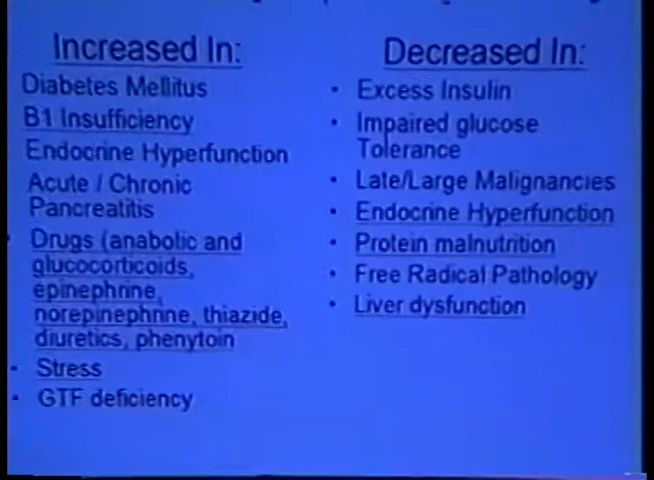 Increased In:
Diabetes Mellitus
B1 Insufficiency
Endocrine Hyperfunction
Acute / Chronic
Pancreatitis
Drugs (anabolic and
glucocorticoids,
epinephrine,
norepinephrine, thiazide,
diuretics, phenytoin
Stress
GTF deficiency
Decreased In:
Excess Insulin
Impaired glucose
Tolerance
Late/Large Malignancies
Endocrine Hyperfunction
Protein malnutrition
Free Radical Pathology
Liver dysfunction